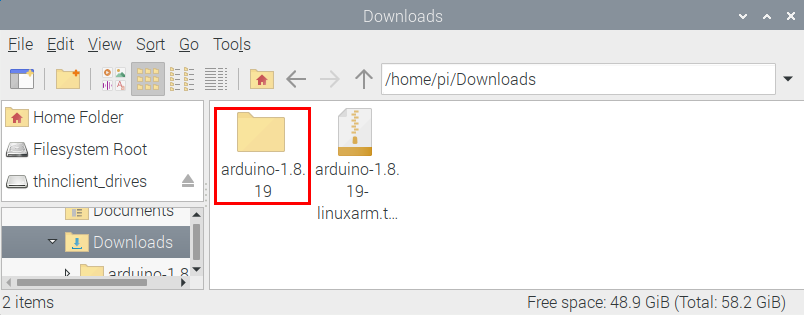 Downloads
File Edit View Sort Go Tools
/home/pi/Downloads
Home Folder
Filesystem Root
thinclient_drives
Documents
Downloads
arduino-1.8
arduino-1.8.
19
arduino-1.8.
19-
linuxarm.t...
2 items
Free space: 48.9 GiB (Total: 58.2 GiB)